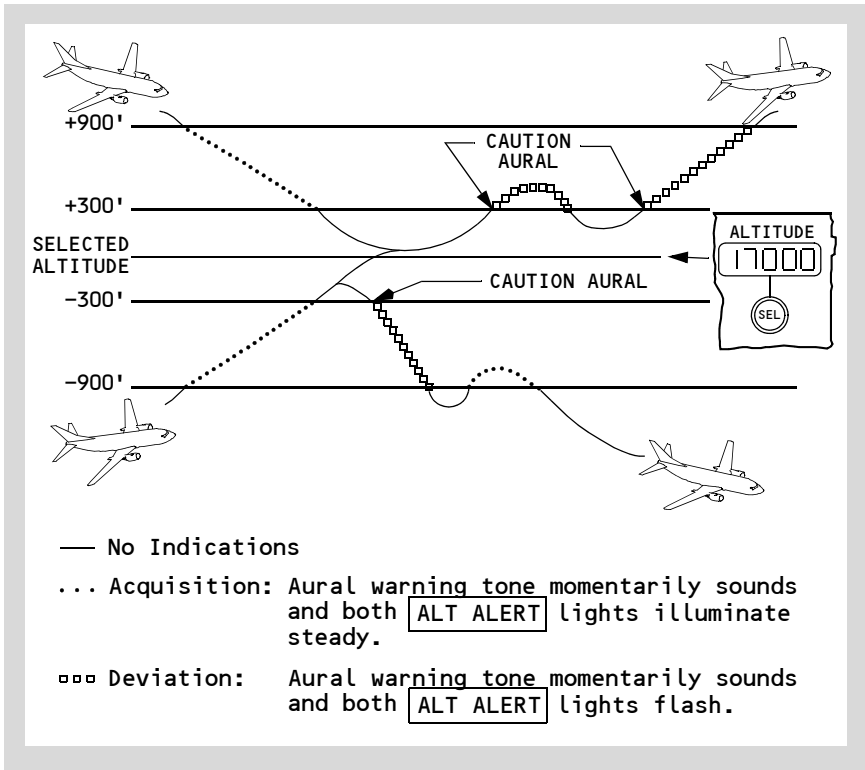 +900'
CAUTION
AURAL
+300'
SELECTED
ALTITUDE
ALTITUDE
17000
SEL
CAUTION AURAL
-300'
-900'
No Indications
... Acquisition: Aural warning tone momentarily sounds
and both ALT ALERT lights illuminate
steady.
Deviation: Aural warning tone momentarily sounds
and both ALT ALERT lights flash.